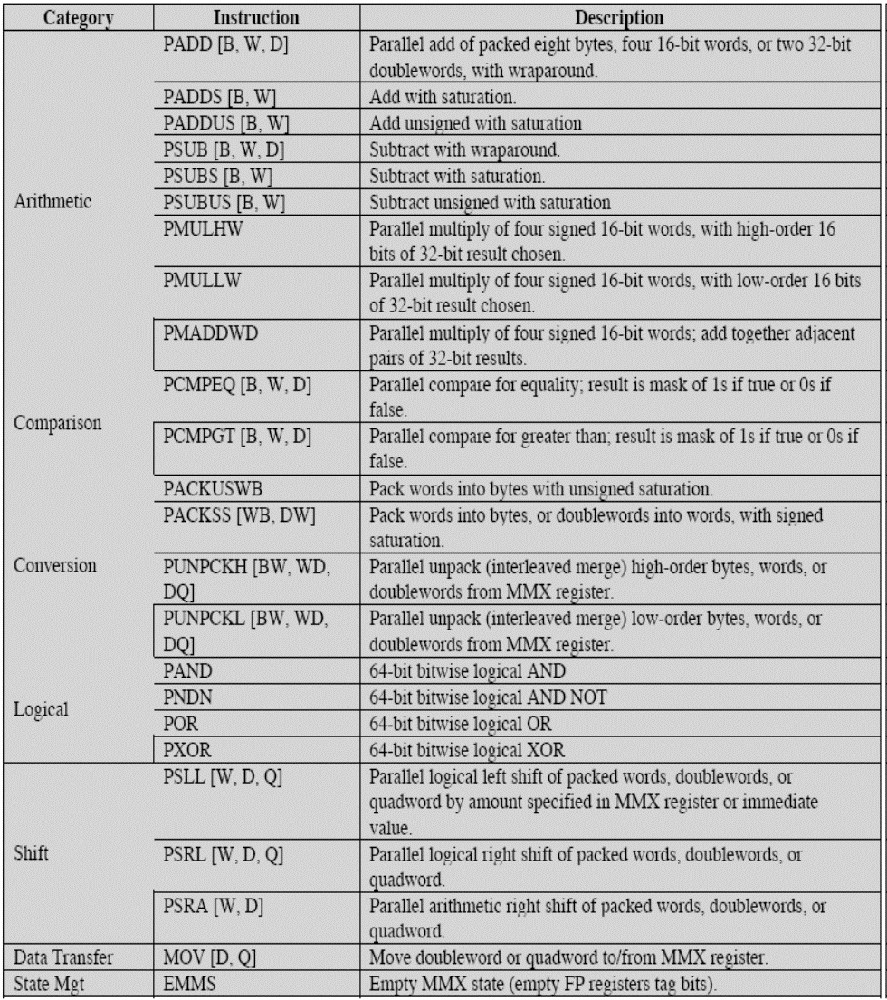 Category Instruction Description
PADD [B, W, D] Parallel add of packed eight bytes, four 16-bit words, or two 32-bit
doublewords, with wraparound.
PADDS [B, W] Add with saturation.
PADDUS [B, W] Add unsigned with saturation
PSUB [B, W, D] Subtract with wraparound.
PSUBS [B, W] Subtract with saturation.
Arithmetic PSUBUS [B, W] Subtract unsigned with saturation
PMULHW Parallel multiply of four signed 16-bit words, with high-order 16
bits of 32-bit result chosen.
PMULLW Parallel multiply of four signed 16-bit words, with low-order 16 bits
of 32-bit result chosen.
PMADDWD Parallel multiply of four signed 16-bit words; add together adjacent
pairs of 32-bit results.
PCMPEQ [B, W, D] Parallel compare for equality; result is mask of 1s if true or 0s if
false.
Comparison PCMPGT [B, W, D] Parallel compare for greater than; result is mask of 1s if true or 0s if
false.
PACKUSWB Pack words into bytes with unsigned saturation.
PACKSS [WB, DW] Pack words into bytes, or doublewords into words, with signed
saturation.
Conversion PUNPCKH [BW, WD, Parallel unpack (interleaved merge) high-order bytes, words, or
DQ] doublewords from MMX register.
PUNPCKL [BW, WD, Parallel unpack (interleaved merge) low-order bytes, words, or
DQ] doublewords from MMX register.
PAND 64-bit bitwise logical AND
Logical PNDN 64-bit bitwise logical AND NOT
POR 64-bit bitwise logical OR
PXOR 64-bit bitwise logical XOR
PSLL [W, D, Q] Parallel logical left shift of packed words, doublewords, or
quadword by amount specified in MMX register or immediate
value.
Shift PSRL [W, D, Q] Parallel logical right shift of packed words, doublewords, or
quadword.
PSRA [W, D] Parallel arithmetic right shift of packed words, doublewords, or
quadword.
Data Transfer MOV [D, Q] Move doubleword or quadword to/from MMX register.
State Mgt EMMS Empty MMX state (empty FP registers tag bits).